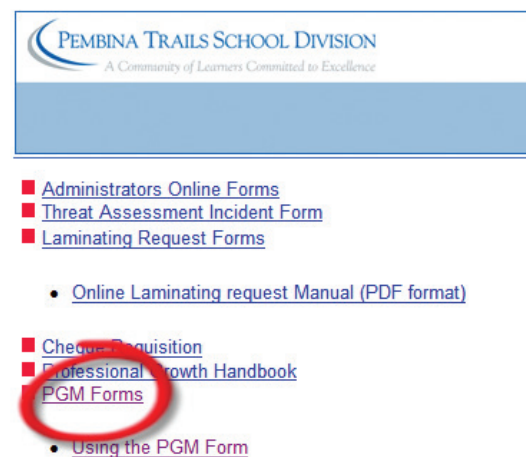 PEMBINA TRAILS SCHOOL DIVISION
A Community of Learners Committed to Excellence
Administrators Online Forms
Threat Assessment Incident Form
Laminating Request Forms
Online Laminating request Manual (PDF format)
Cheque Requisition
Professional Growth Handbook
PGM Forms
Using the PGM Form